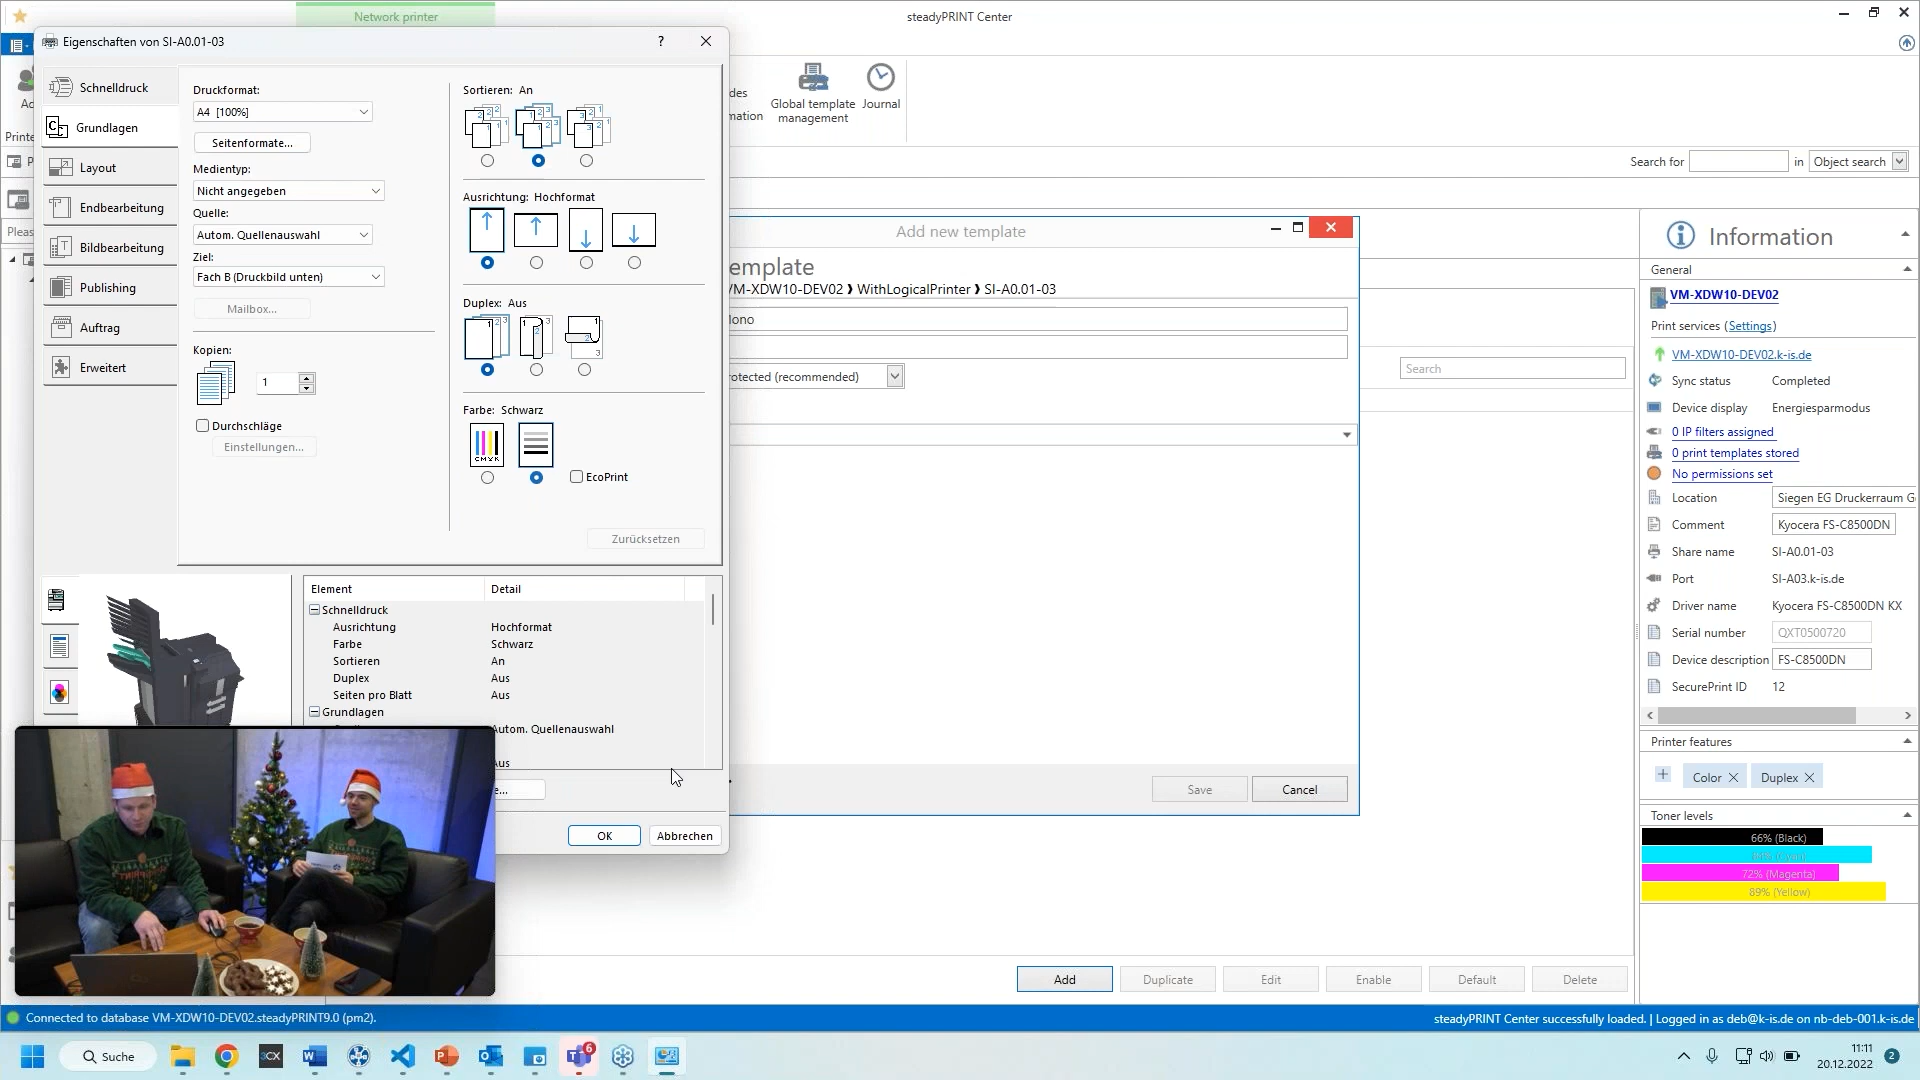 Network printer
steadyPRINT Center
Eigenschaften von SI-A0.01-03
?
Schnelldruck
Grundlagen
Layout
Endbearbeitung
Bildbearbeitung
Publishing
Auftrag
Erweitert
Druckformat:
A4 [100%]
Seitenformate...
Medientyp:
Nicht angegeben
Quelle:
Autom. Quellenauswahl
Ziel:
Fach B (Druckbild unten)
Mailbox...
Kopien:
1
Durchschläge
Einstellungen...
Sortieren: An
Ausrichtung: Hochformat
Duplex: Aus
Farbe: Schwarz
CMYK
EcoPrint
Zurücksetzen
Element Detail
Schnelldruck
Ausrichtung Hochformat
Farbe Schwarz
Sortieren An
Duplex Aus
Seiten pro Blatt Aus
Grundlagen
Autom. Quellenauswahl
Aus
OK
Abbrechen
Global template
management
Journal
Search for
in
Object search
Add new template
emplate
VM-XDW10-DEV02 ❱ WithLogicalPrinter ❱ SI-A0.01-03
rotected (recommended)
Save
Cancel
Search
Information
General
VM-XDW10-DEV02
Print services (Settings)
VM-XDW10-DEV02.k-is.de
Sync status Completed
Device display Energiesparmodus
0 IP filters assigned
0 print templates stored
No permissions set
Location Siegen EG Druckerraum G
Comment Kyocera FS-C8500DN
Share name SI-A0.01-03
Port SI-A03.k-is.de
Driver name Kyocera FS-C8500DN KX
Serial number QXT0500720
Device description FS-C8500DN
SecurePrint ID 12
Printer features
Color
Duplex
Toner levels
66% (Black)
72% (Magenta)
89% (Yellow)
Add
Duplicate
Edit
Enable
Default
Delete
Connected to database VM-XDW10-DEV02.steadyPRINT9.0 (pm2).
steadyPRINT Center successfully loaded. | Logged in as deb@k-is.de on nb-deb-001.k-is.de
Suche
3CX
6
11:11
20.12.2022
2